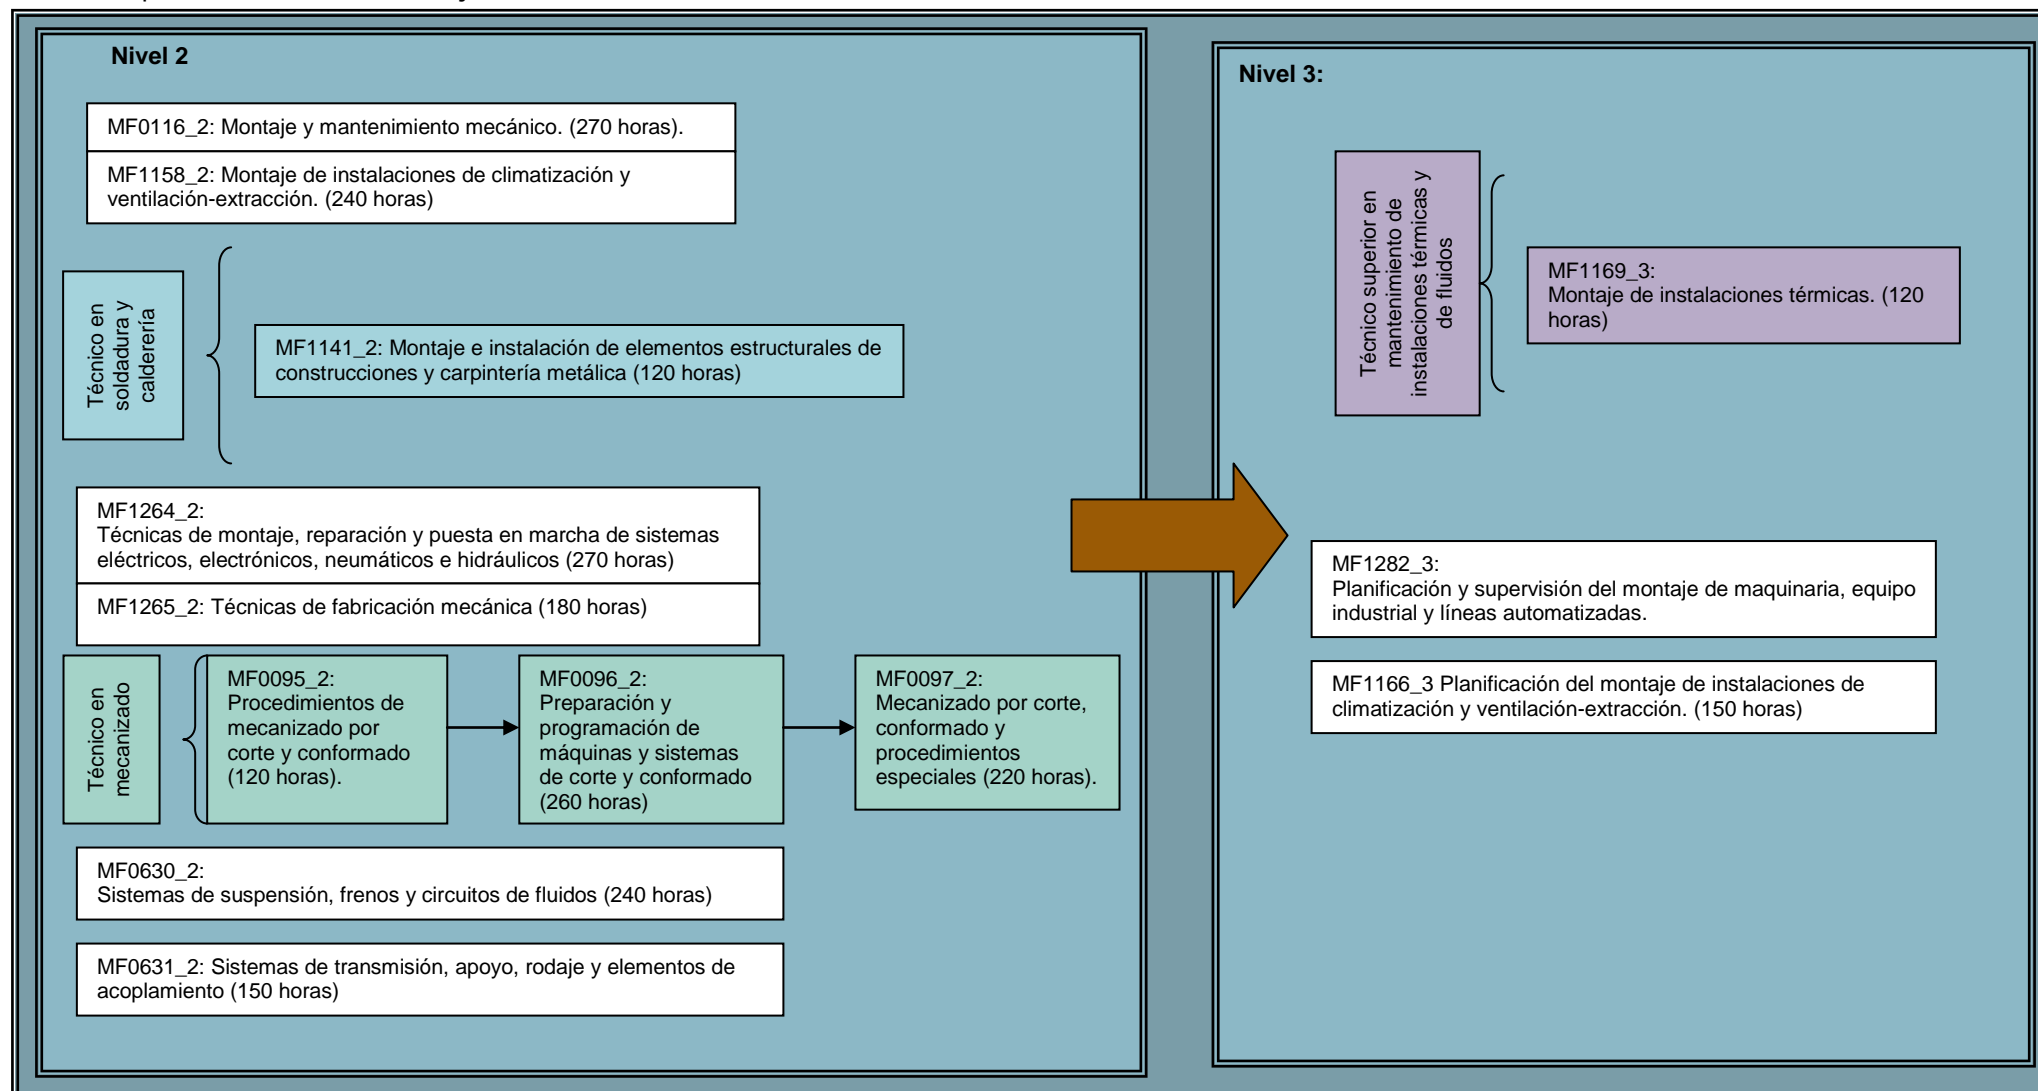 Nivel 2
MF0116_2: Montaje y mantenimiento mecánico. (270 horas).
MF1158_2: Montaje de instalaciones de climatización y
ventilación-extracción. (240 horas)
Técnico en
soldadura y
calderería
MF1141_2: Montaje e instalación de elementos estructurales de
construcciones y carpintería metálica (120 horas)
MF1264_2:
Técnicas de montaje, reparación y puesta en marcha de sistemas
eléctricos, electrónicos, neumáticos e hidráulicos (270 horas)
MF1265_2: Técnicas de fabricación mecánica (180 horas)
Técnico en
mecanizado
MF0095_2:
Procedimientos de
mecanizado por
corte y conformado
(120 horas).
MF0096_2:
Preparación y
programación de
máquinas y sistemas
de corte y conformado
(260 horas)
MF0097_2:
Mecanizado por corte,
conformado y
procedimientos
especiales (220 horas).
MF0630_2:
Sistemas de suspensión, frenos y circuitos de fluidos (240 horas)
MF0631_2: Sistemas de transmisión, apoyo, rodaje y elementos de
acoplamiento (150 horas)
Nivel 3:
Técnico superior en
mantenimiento de
instalaciones térmicas y
de fluidos
MF1169_3:
Montaje de instalaciones térmicas. (120
horas)
MF1282_3:
Planificación y supervisión del montaje de maquinaria, equipo
industrial y líneas automatizadas.
MF1166_3 Planificación del montaje de instalaciones de
climatización y ventilación-extracción. (150 horas)